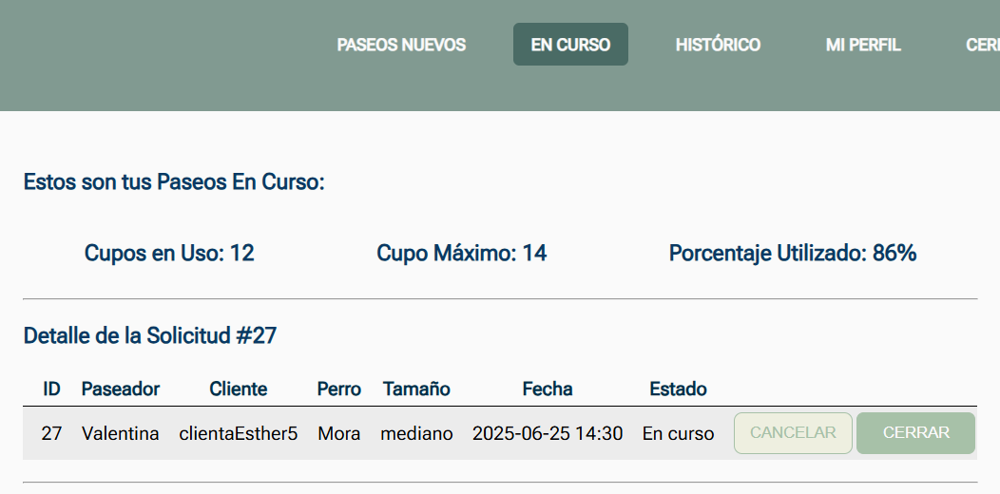 PASEOS NUEVOS EN CURSO HISTÓRICO MI PERFIL
Estos son tus Paseos En Curso:
Cupos en Uso: 12 Cupo Máximo: 14 Porcentaje Utilizado: 86%
Detalle de la Solicitud #27
ID Paseador Cliente Perro Tamaño Fecha Estado
27 Valentina clientaEsther5 Mora mediano 2025-06-25 14:30 En curso CANCELAR CERRAR